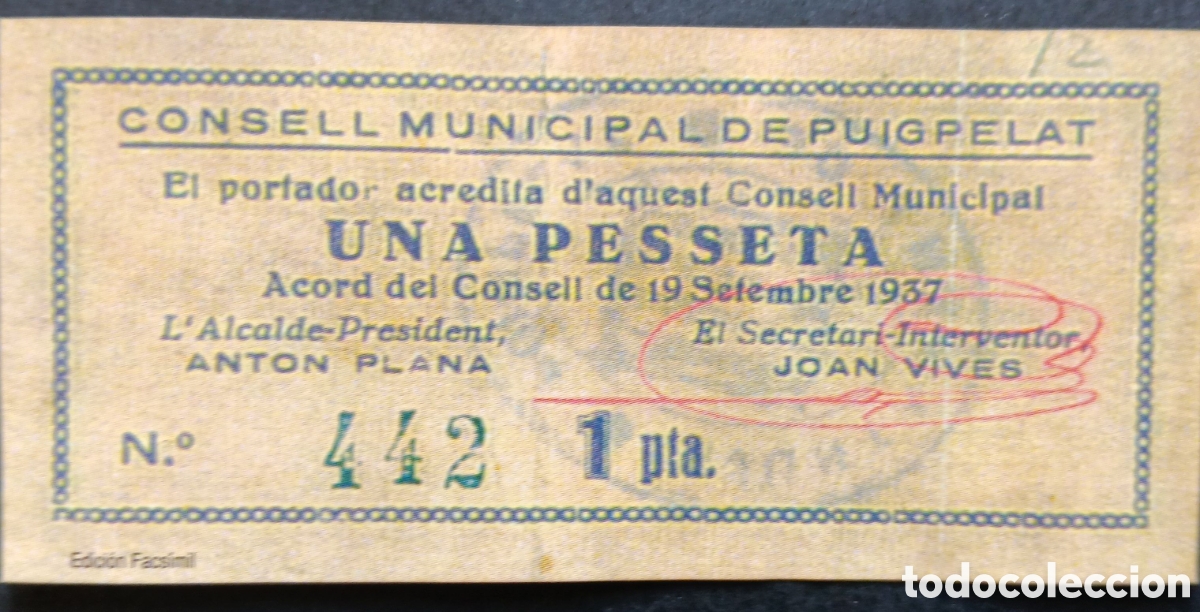 12
CONSELL MUNICIPAL DE PUIGPELAT
El portador acredita d'aquest Consell Municipal
UNA PESSETA
Acord del Consell de 19 Setembre 1937
L'Alcalde-President, El Secretari-Interventor,
ANTON PLANA JOAN VIVES
N.º 442 1 pta.
Edición Facsímil
todocoleccion